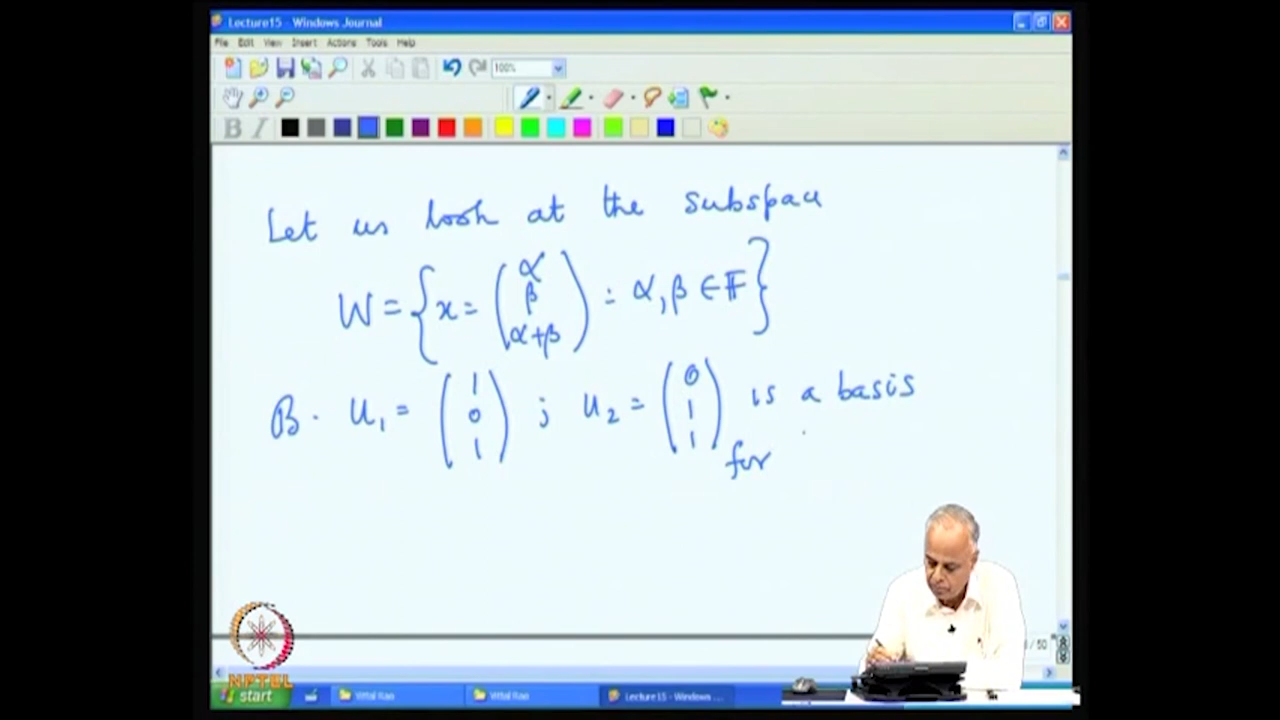 Lecture15 - Windows Journal
File Edit View Insert Actions Tools Help
100%
B I
Let us look at the subspace
W = { x = ( α β α+β ) : α, β ∈ 𝔽 }
B . u₁ = ( 1 0 1 ) ; u₂ = ( 0 1 1 ) is a basis
for
/ 50
NPTEL
start Vittal Rao Vittal Rao Lecture15 - Windows ...